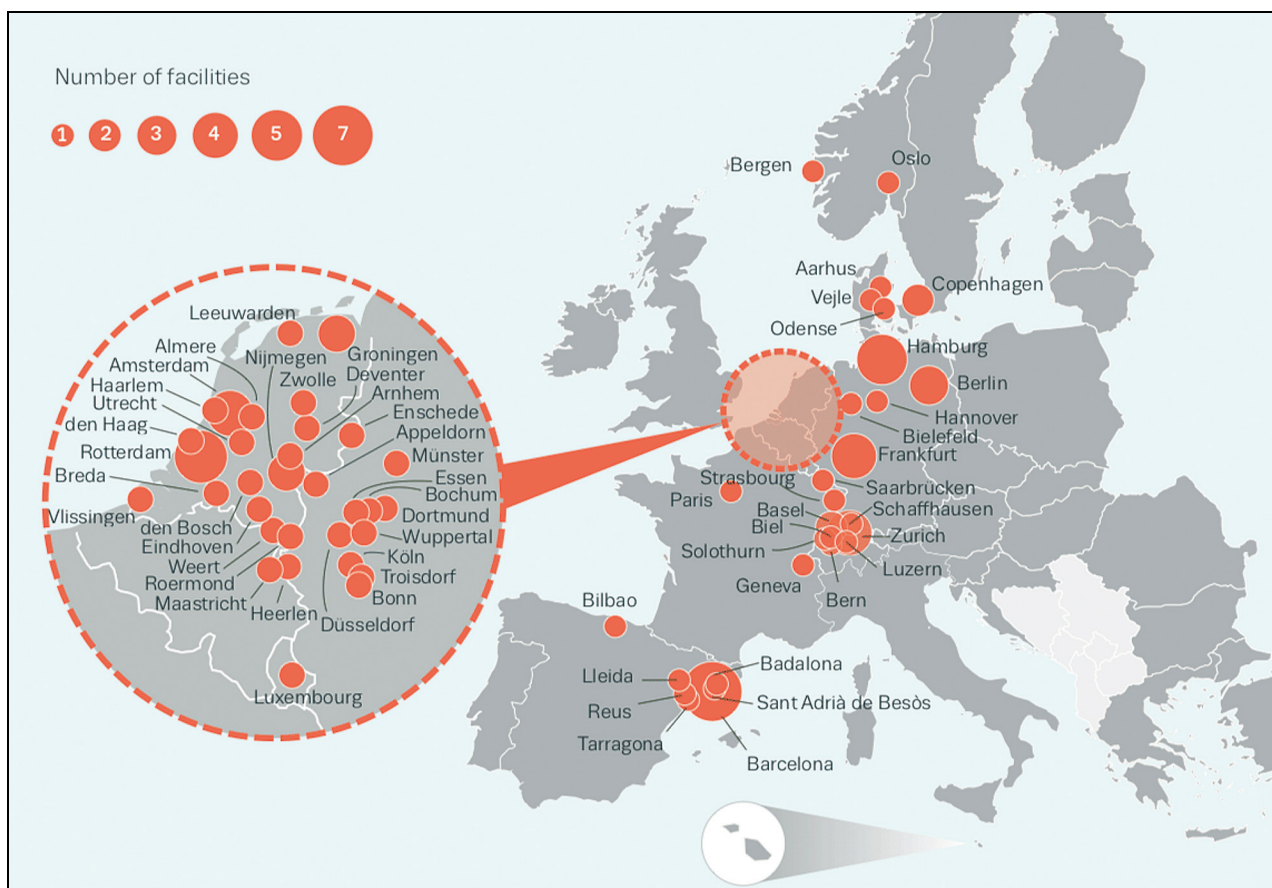 Number of facilities
1 2 3 4 5 7
Bergen
Oslo
Aarhus
Vejle
Copenhagen
Odense
Hamburg
Berlin
Hannover
Bielefeld
Frankfurt
Strasbourg
Saarbrücken
Paris
Schaffhausen
Basel
Biel
Zurich
Solothurn
Luzern
Geneva
Bern
Bilbao
Badalona
Lleida
Sant Adrià de Besòs
Reus
Tarragona
Barcelona
Leeuwarden
Almere
Nijmegen
Groningen
Amsterdam
Zwolle
Deventer
Haarlem
Arnhem
Utrecht
Enschede
den Haag
Appeldorn
Rotterdam
Münster
Breda
Essen
Bochum
Vlissingen
Dortmund
den Bosch
Wuppertal
Eindhoven
Köln
Weert
Troisdorf
Roermond
Bonn
Maastricht
Heerlen
Düsseldorf
Luxembourg